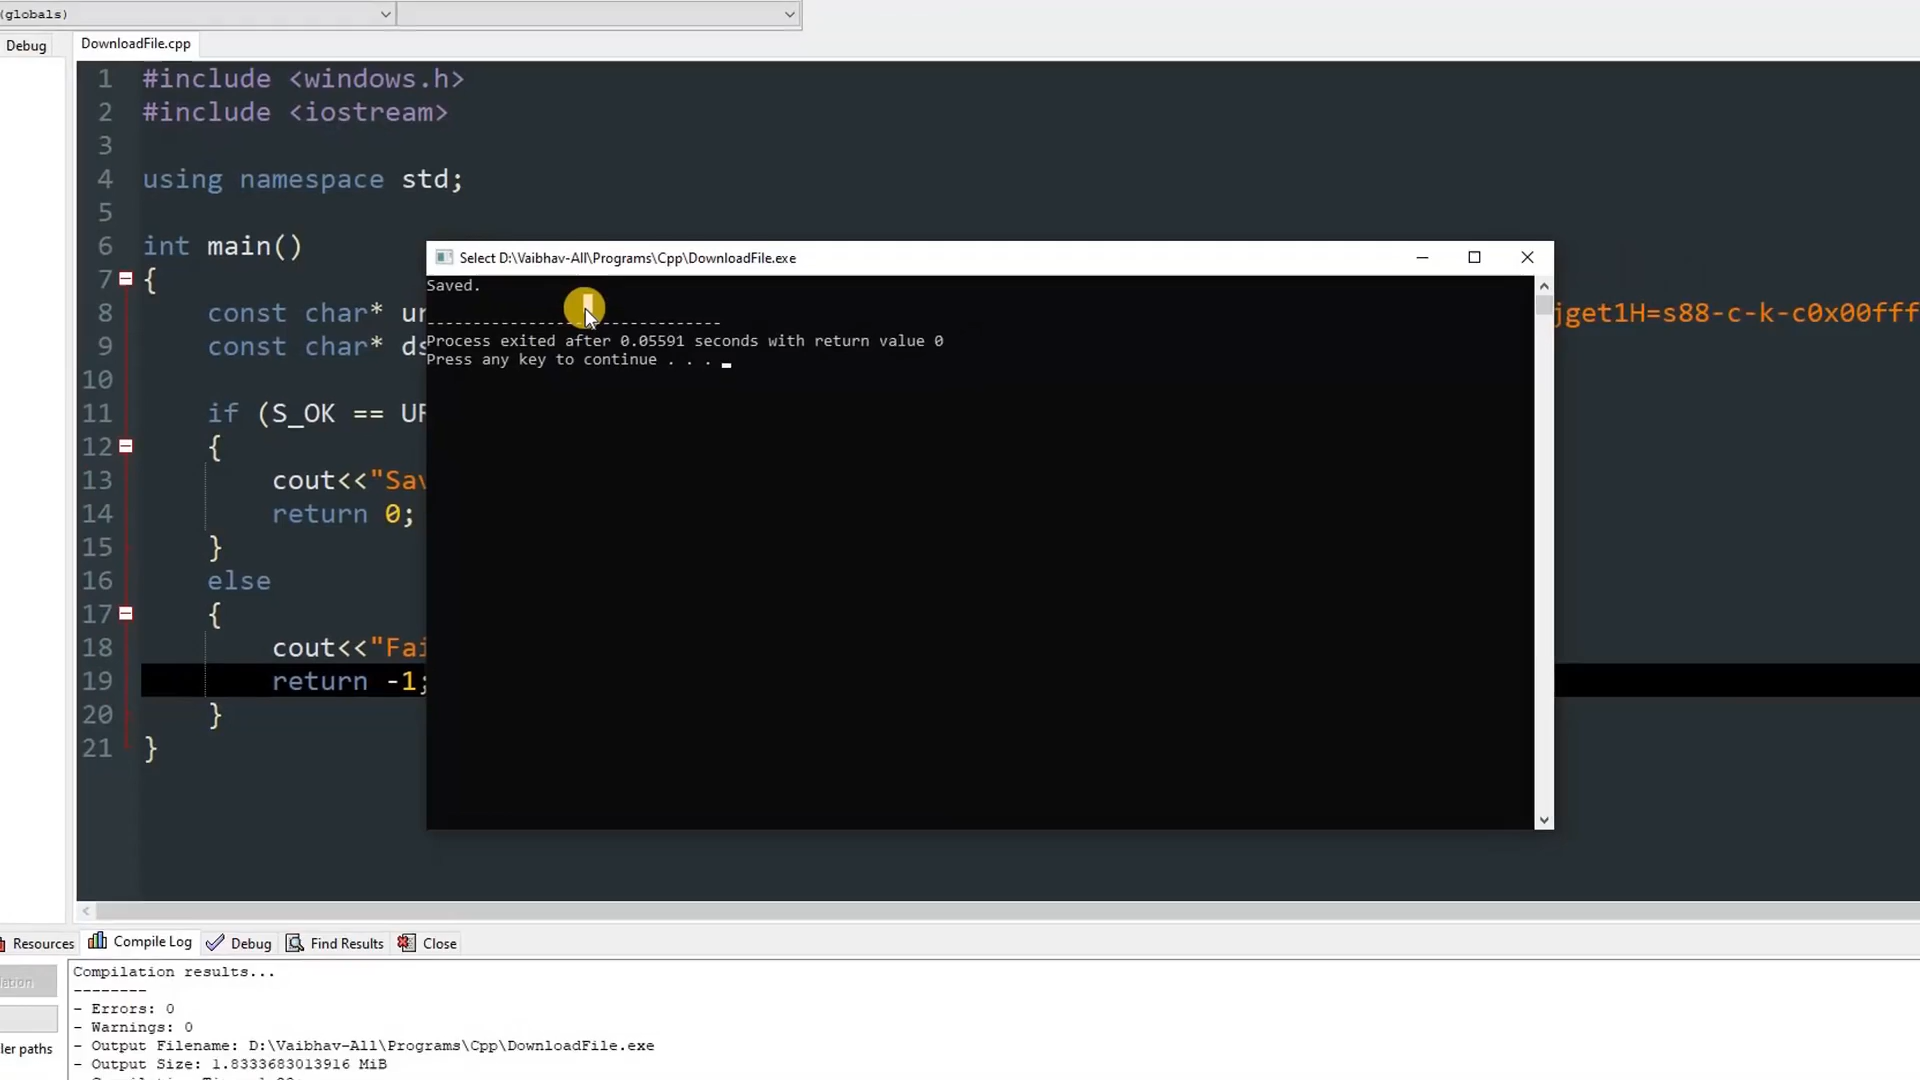 (globals)
Debug
DownloadFile.cpp
1 #include <windows.h>
2 #include <iostream>
3
4 using namespace std;
5
6 int main()
7 {
8 const char* ur jget1H=s88-c-k-c0x00fff
9 const char* ds
10
11 if (S_OK == UR
12 {
13 cout<<"Sav
14 return 0;
15 }
16 else
17 {
18 cout<<"Fai
19 return -1;
20 }
21 }
Select D:\Vaibhav-All\Programs\Cpp\DownloadFile.exe
Saved.
--------------------------------
Process exited after 0.05591 seconds with return value 0
Press any key to continue . . .
Resources Compile Log Debug Find Results Close
lation
ler paths
Compilation results...
--------
- Errors: 0
- Warnings: 0
- Output Filename: D:\Vaibhav-All\Programs\Cpp\DownloadFile.exe
- Output Size: 1.8333683013916 MiB